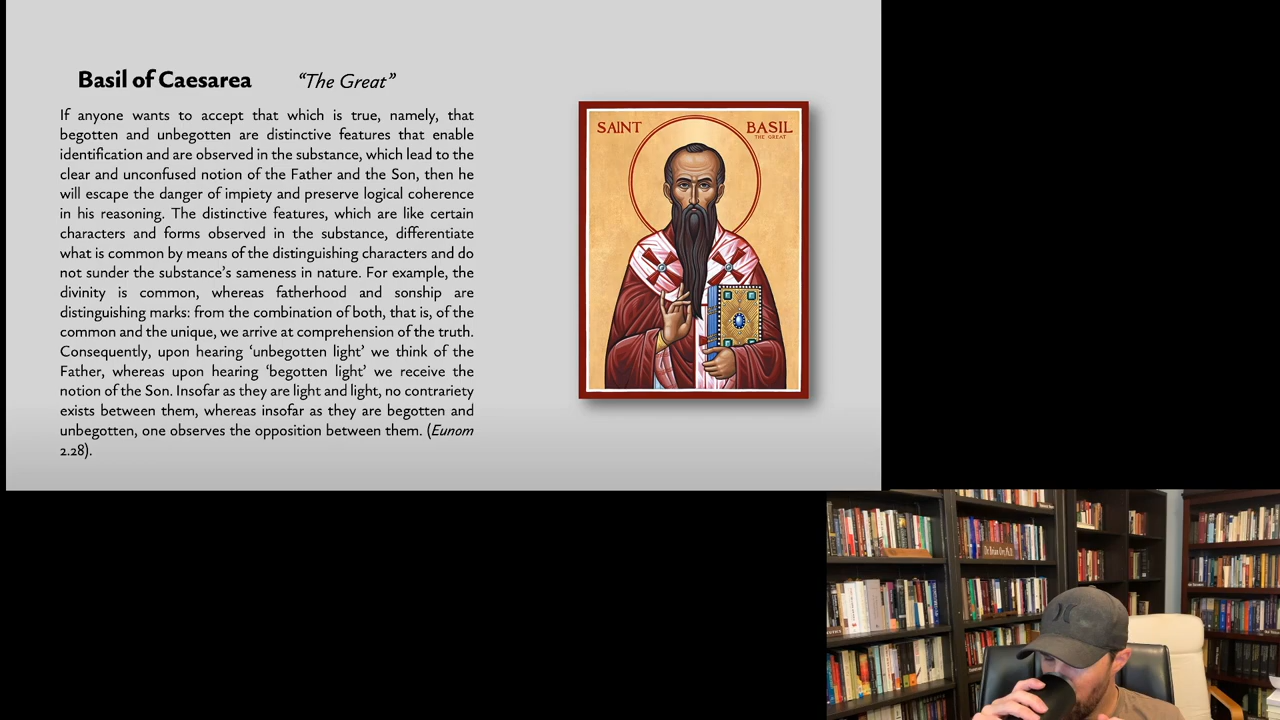 Basil of Caesarea “The Great”
If anyone wants to accept that which is true, namely, that
begotten and unbegotten are distinctive features that enable
identification and are observed in the substance, which lead to the
clear and unconfused notion of the Father and the Son, then he
will escape the danger of impiety and preserve logical coherence
in his reasoning. The distinctive features, which are like certain
characters and forms observed in the substance, differentiate
what is common by means of the distinguishing characters and do
not sunder the substance’s sameness in nature. For example, the
divinity is common, whereas fatherhood and sonship are
distinguishing marks: from the combination of both, that is, of the
common and the unique, we arrive at comprehension of the truth.
Consequently, upon hearing ‘unbegotten light’ we think of the
Father, whereas upon hearing ‘begotten light’ we receive the
notion of the Son. Insofar as they are light and light, no contrariety
exists between them, whereas insofar as they are begotten and
unbegotten, one observes the opposition between them. (Eunom
2.28).
SAINT BASIL
THE GREAT